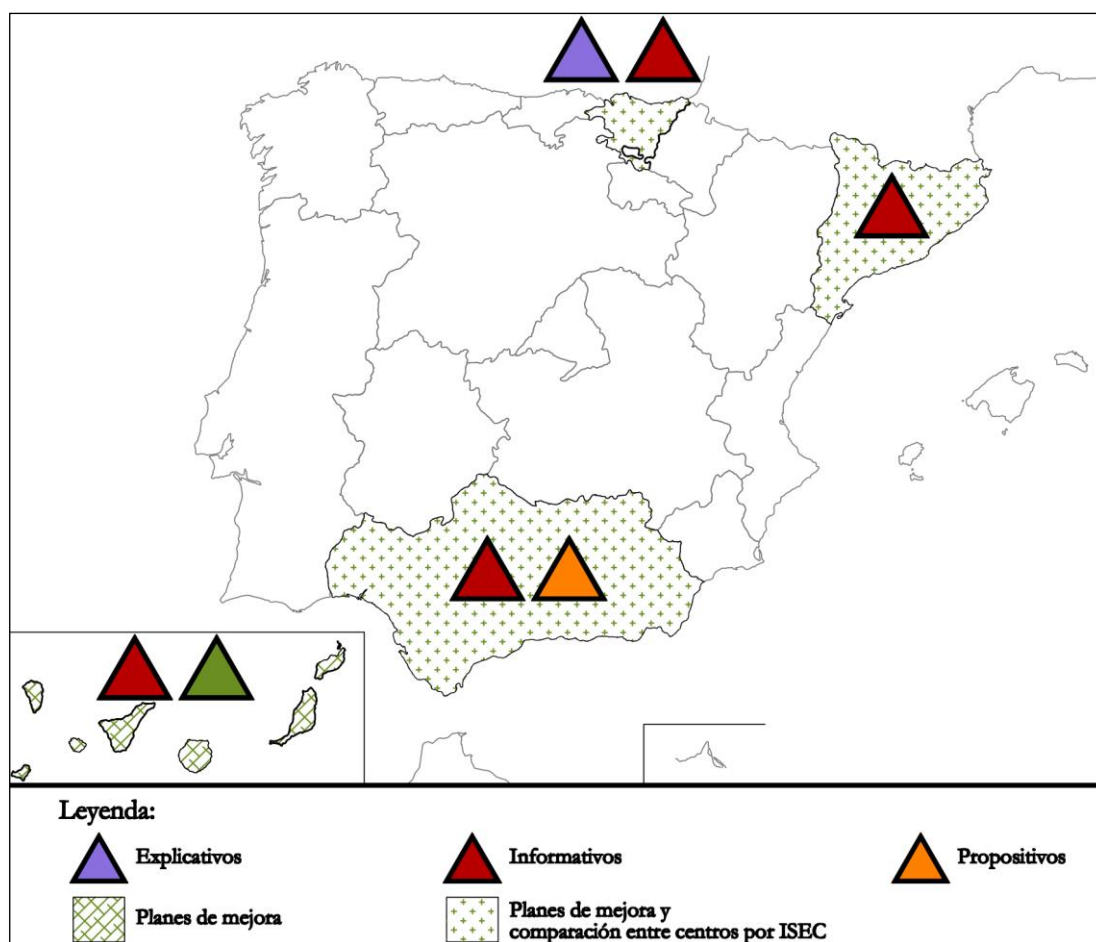 Leyenda:
Explicativos
Informativos
Propositivos
Planes de mejora
Planes de mejora y
comparación entre centros por ISEC